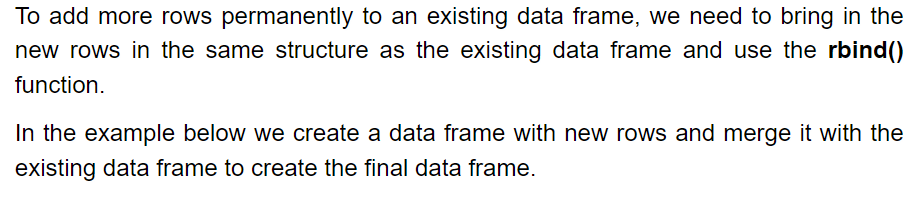 To add more rows permanently to an existing data frame, we need to bring in the
new rows in the same structure as the existing data frame and use the rbind()
function.
In the example below we create a data frame with new rows and merge it with the
existing data frame to create the final data frame.